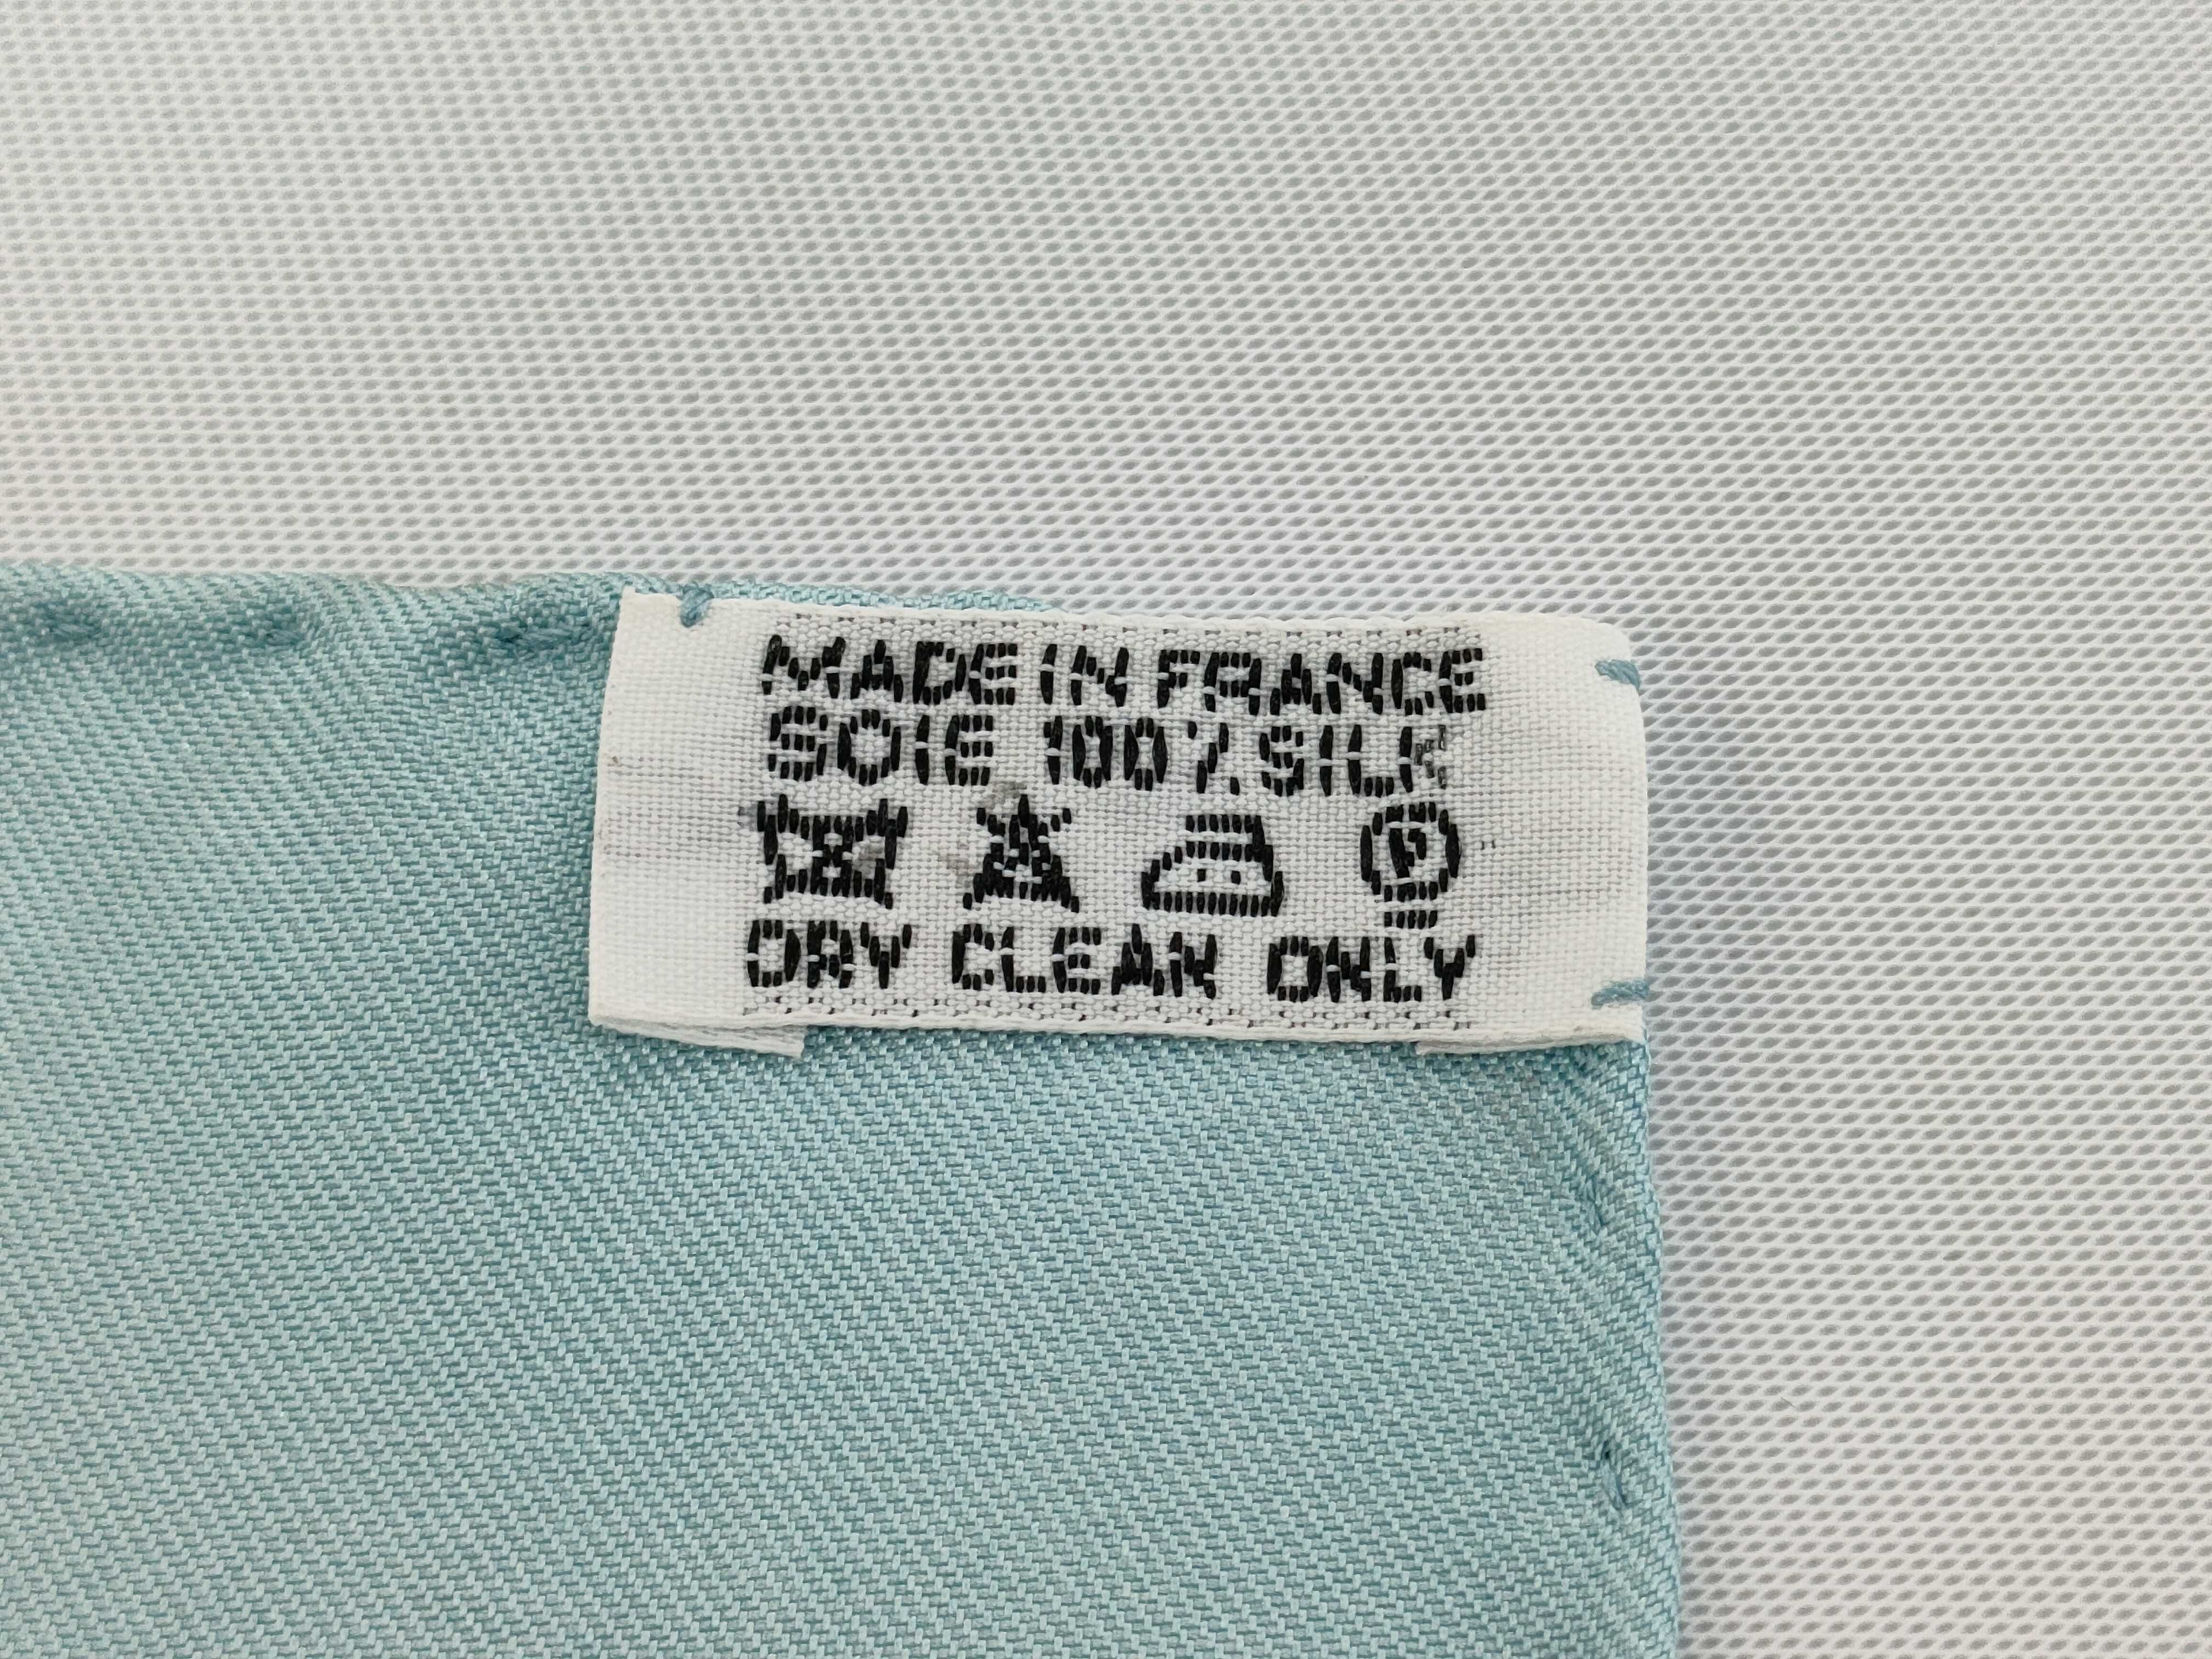 MADE IN FRANCE
SOIE 100% SILK
P
DRY CLEAN ONLY